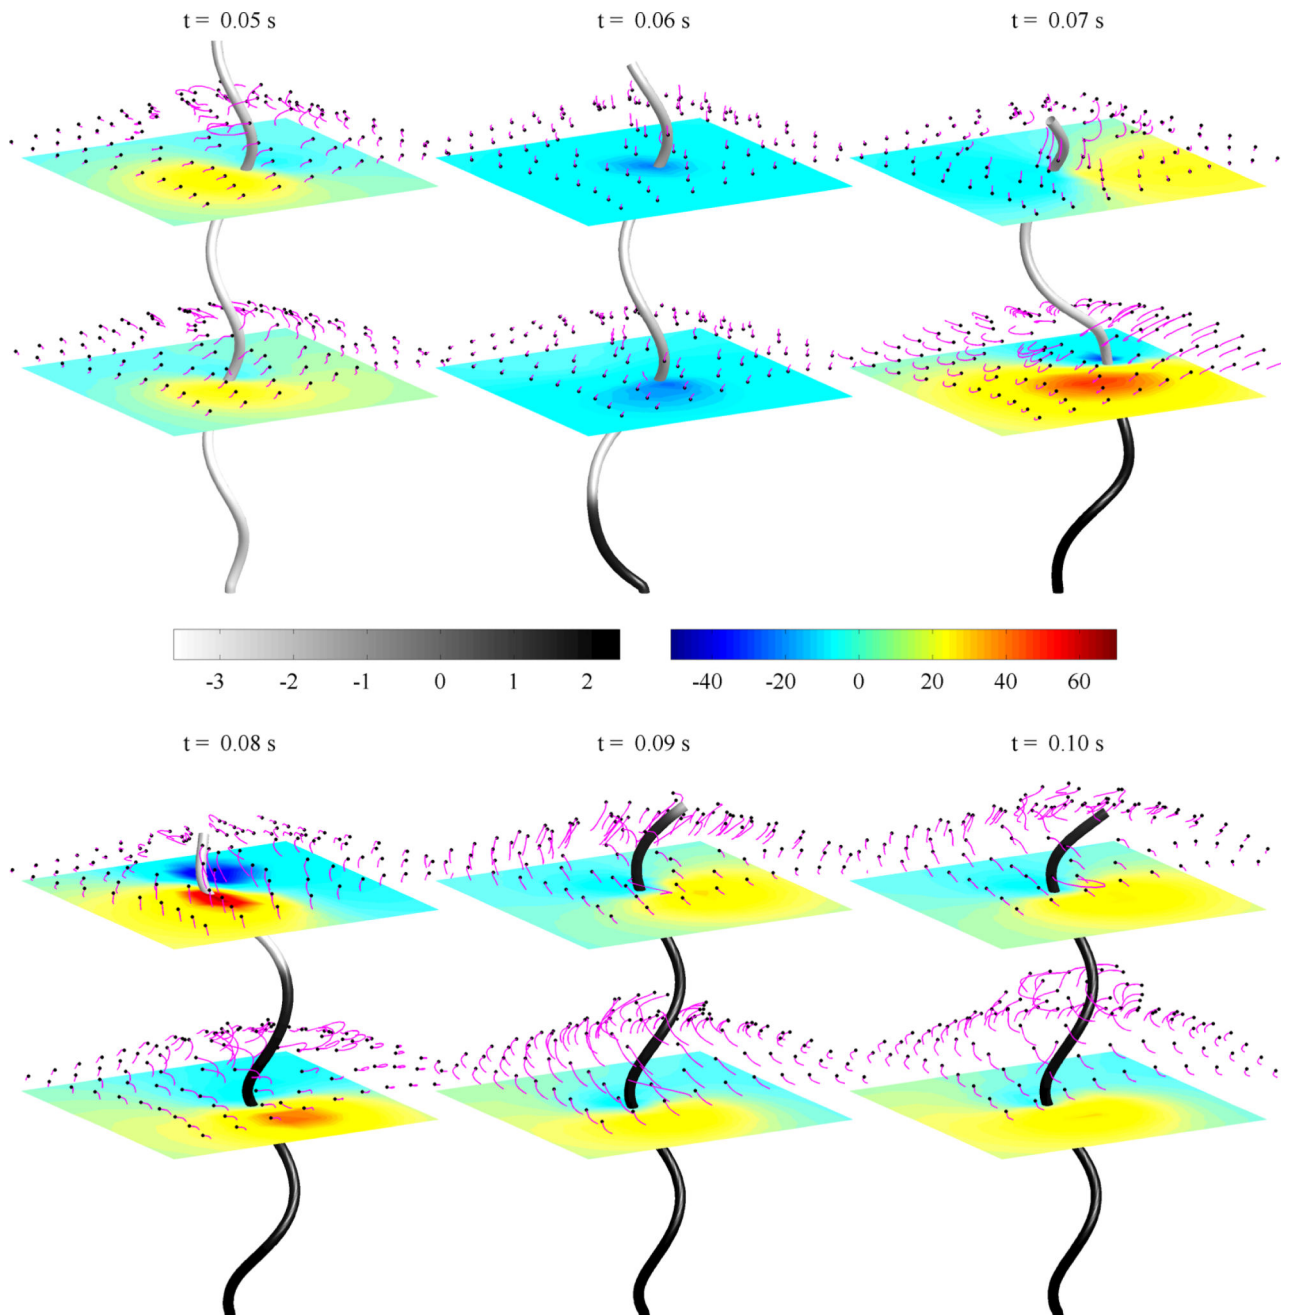 t = 0.05 s t = 0.06 s t = 0.07 s
-3 -2 -1 0 1 2 -40 -20 0 20 40 60
t = 0.08 s t = 0.09 s t = 0.10 s